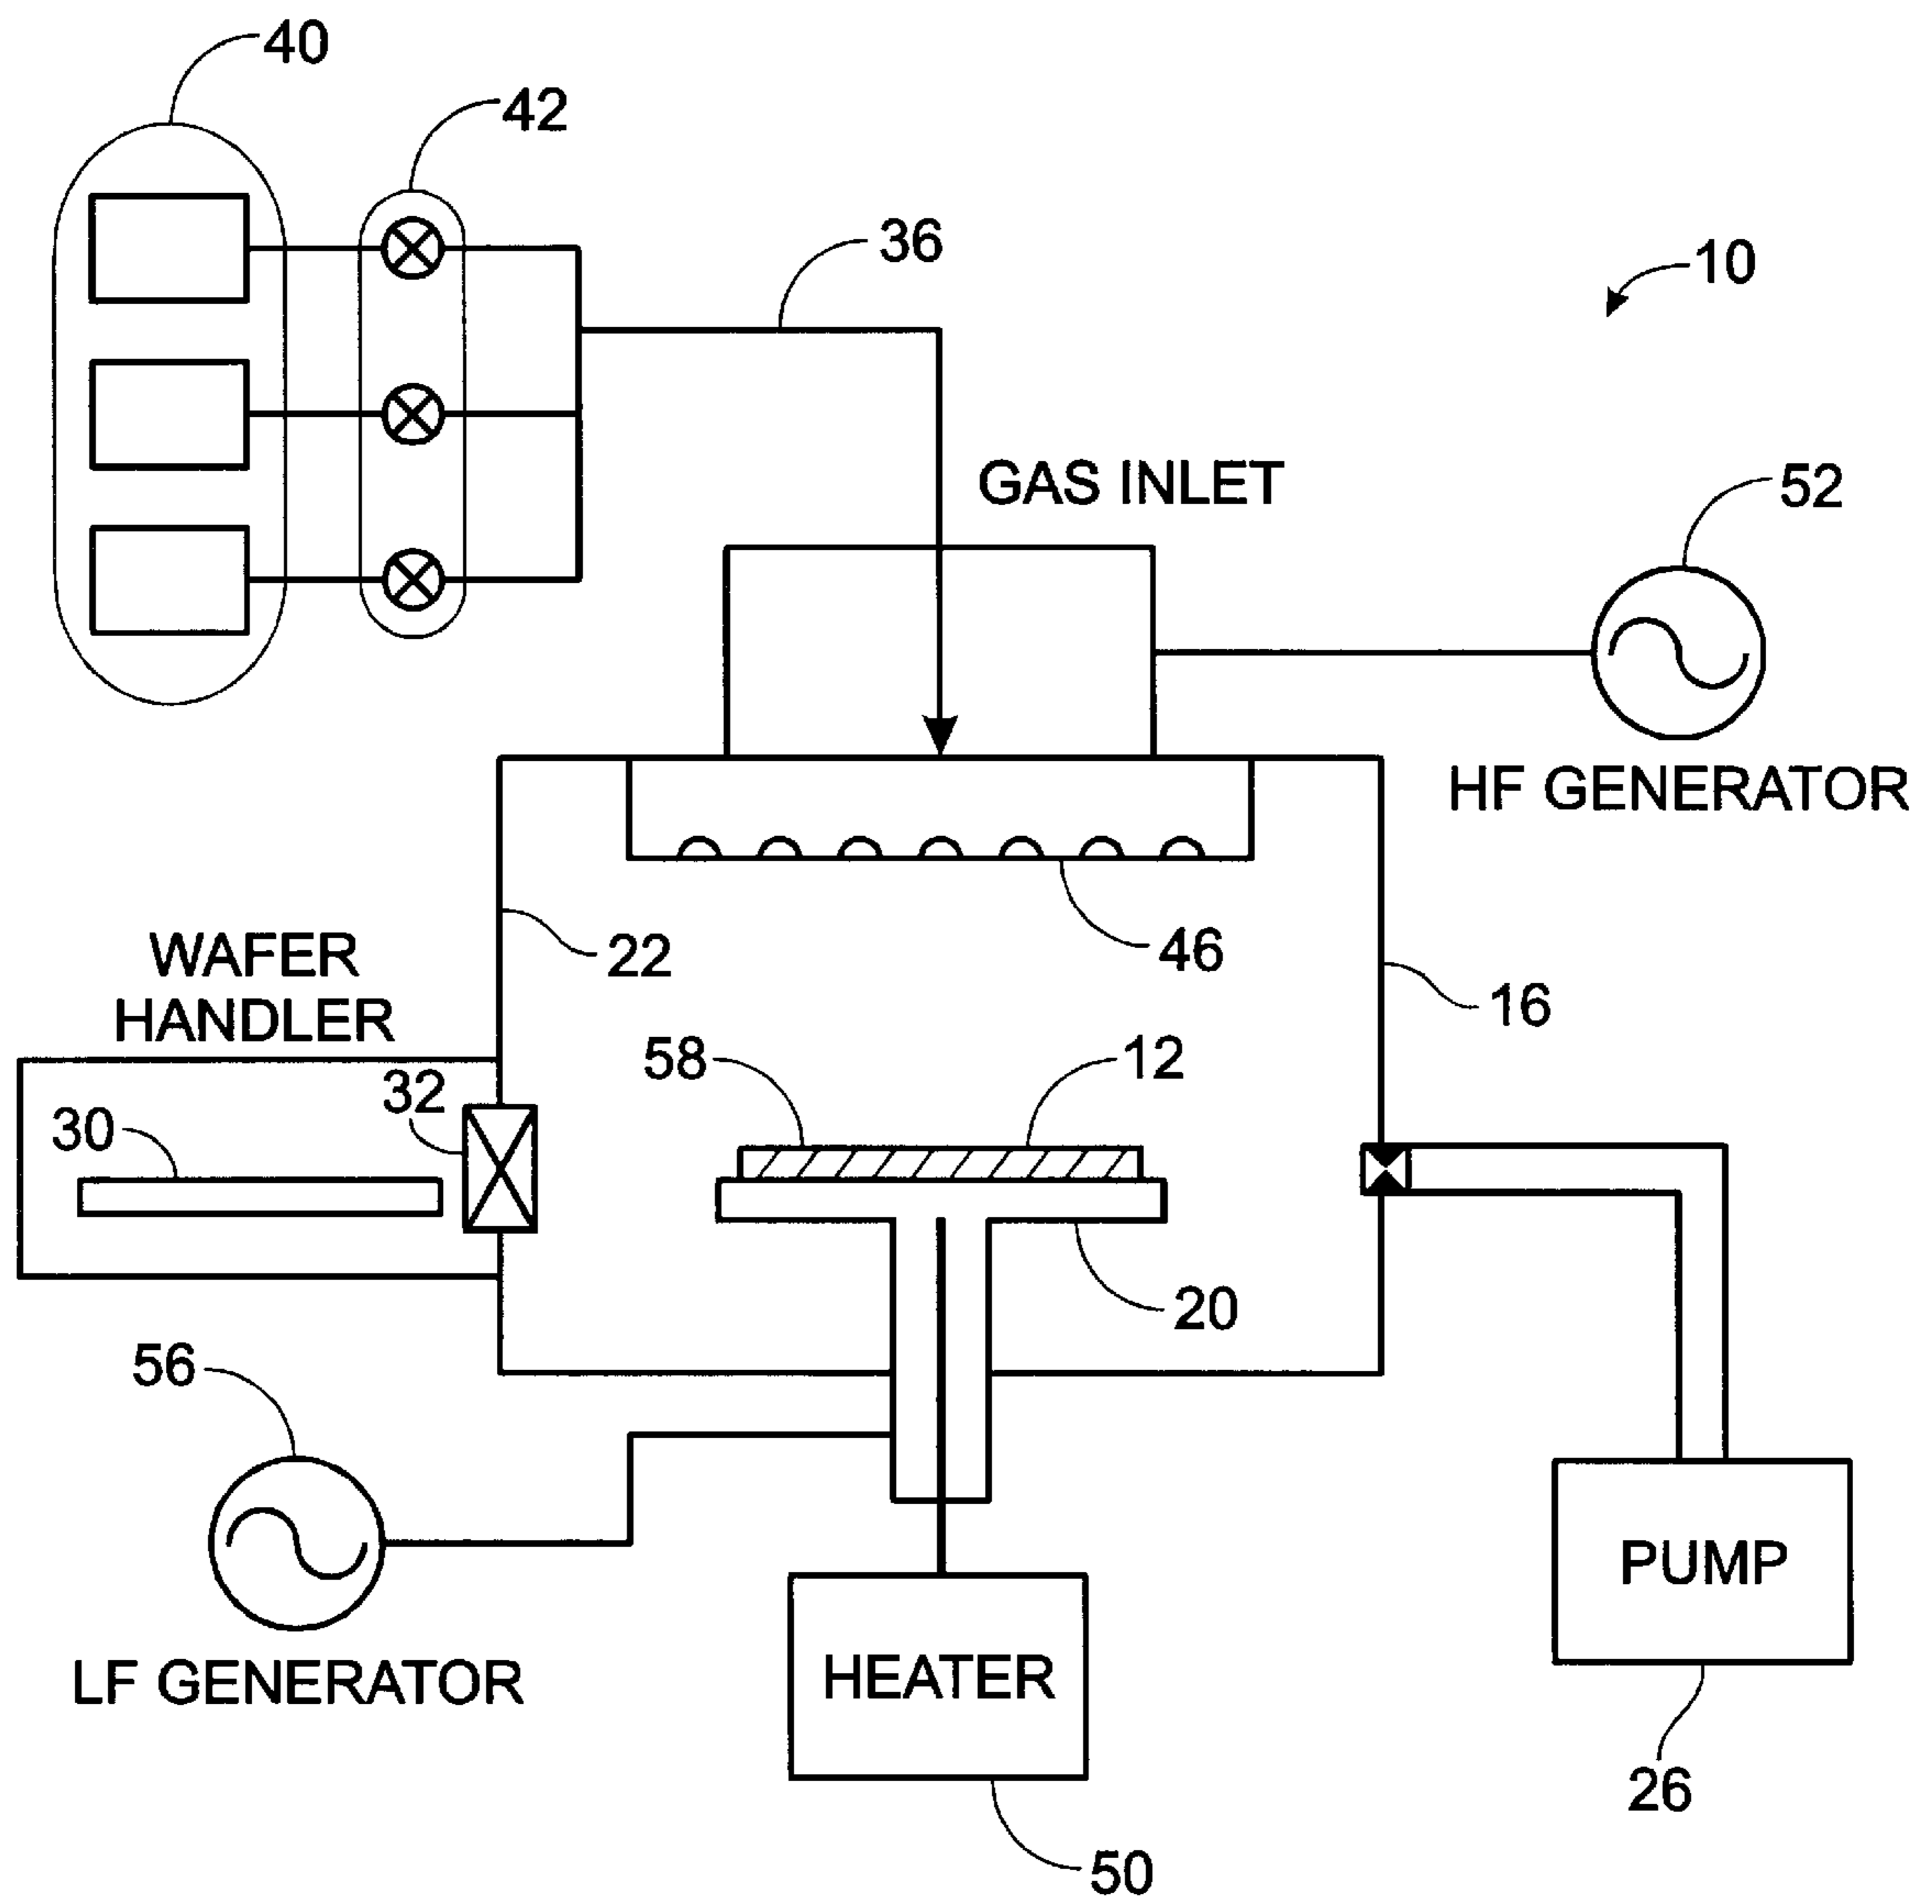 40
42
36
10
GAS INLET
52
HF GENERATOR
22
46
WAFER
HANDLER
16
58
12
32
30
20
56
PUMP
LF GENERATOR
HEATER
26
50